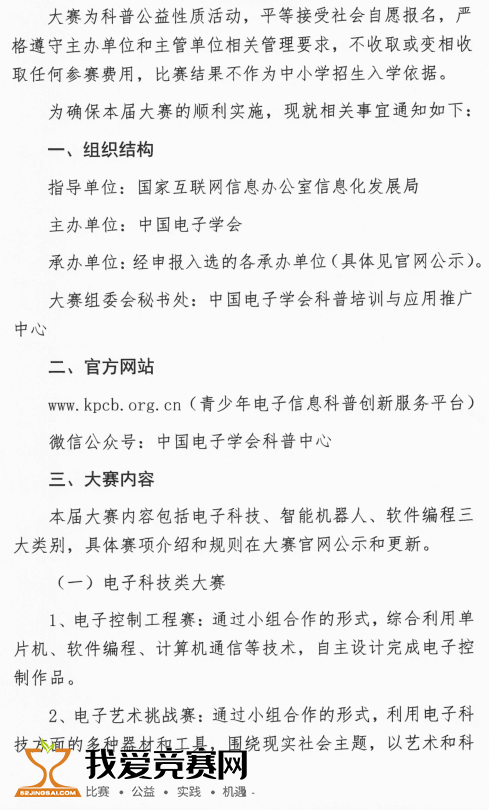 大赛为科普公益性质活动，平等接受社会自愿报名，严
格遵守主办单位和主管单位相关管理要求，不收取或变相收
取任何参赛费用，比赛结果不作为中小学招生入学依据。
为确保本届大赛的顺利实施，现就相关事宜通知如下：
一、组织结构
指导单位：国家互联网信息办公室信息化发展局
主办单位：中国电子学会
承办单位：经申报入选的各承办单位（具体见官网公示）。
大赛组委会秘书处：中国电子学会科普培训与应用推广
中心
二、官方网站
www.kpcb.org.cn（青少年电子信息科普创新服务平台）
微信公众号：中国电子学会科普中心
三、大赛内容
本届大赛内容包括电子科技、智能机器人、软件编程三
大类别，具体赛项介绍和规则在大赛官网公示和更新。
（一）电子科技类大赛
1、电子控制工程赛：通过小组合作的形式，综合利用单
片机、软件编程、计算机通信等技术，自主设计完成电子控
制作品。
2、电子艺术挑战赛：通过小组合作的形式，利用电子科
技方面的多种器材和工具，围绕现实社会主题，以艺术和科
我爱竞赛网
52JINGSAI.COM
比赛 • 公益 • 实践 • 机遇 -